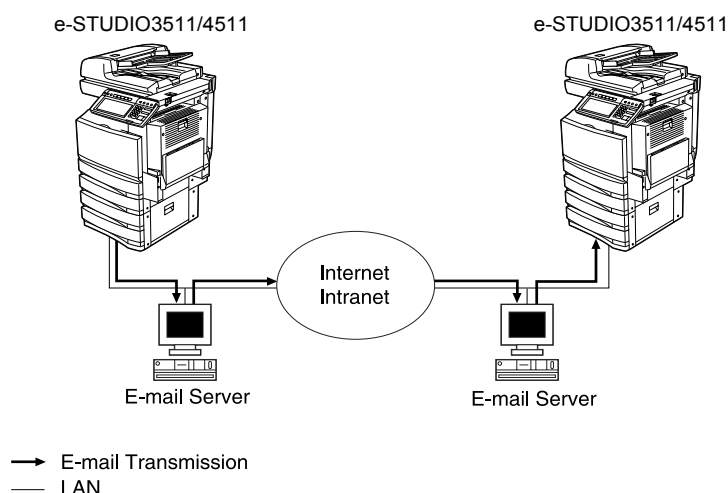 e-STUDIO3511/4511
e-STUDIO3511/4511
Internet
Intranet
E-mail Server
E-mail Server
E-mail Transmission
LAN